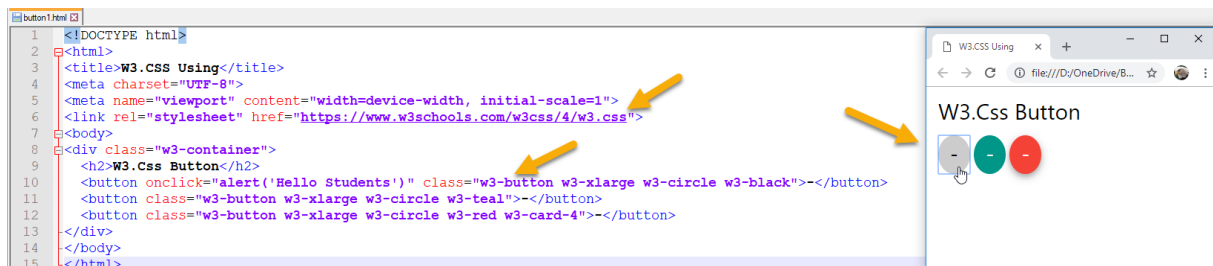 button1.html
1 <!DOCTYPE html>
2 <html>
3 <title>W3.CSS Using</title>
4 <meta charset="UTF-8">
5 <meta name="viewport" content="width=device-width, initial-scale=1">
6 <link rel="stylesheet" href="https://www.w3schools.com/w3css/4/w3.css">
7 <body>
8 <div class="w3-container">
9 <h2>W3.Css Button</h2>
10 <button onclick="alert('Hello Students')" class="w3-button w3-xlarge w3-circle w3-black">-</button>
11 <button class="w3-button w3-xlarge w3-circle w3-teal">-</button>
12 <button class="w3-button w3-xlarge w3-circle w3-red w3-card-4">-</button>
13 </div>
14 </body>
15 </html>
W3.CSS Using
file:///D:/OneDrive/B...
W3.Css Button
- - -